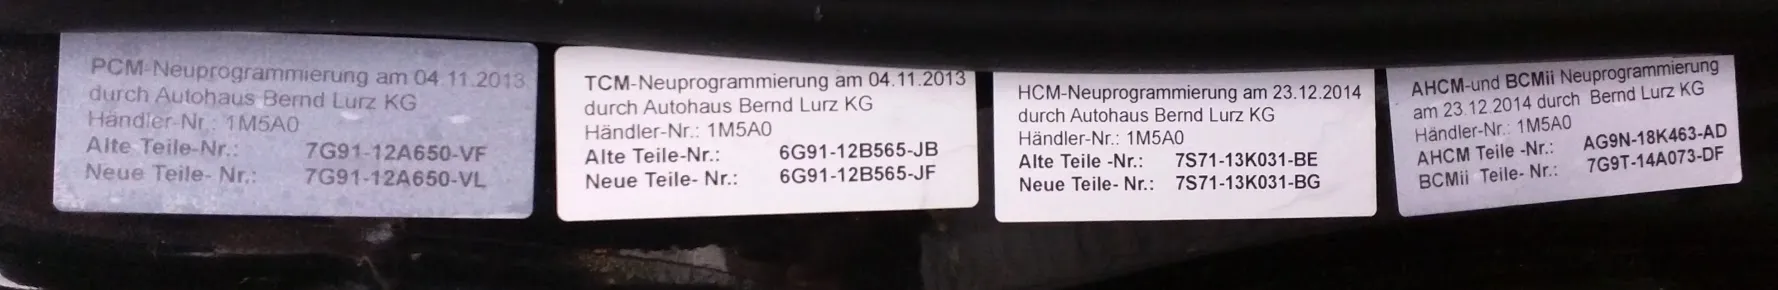 PCM-Neuprogrammierung am 04.11.2013
durch Autohaus Bernd Lurz KG
Händler-Nr.: 1M5A0
Alte Teile-Nr.: 7G91-12A650-VF
Neue Teile- Nr.: 7G91-12A650-VL
TCM-Neuprogrammierung am 04.11.2013
durch Autohaus Bernd Lurz KG
Händler-Nr.: 1M5A0
Alte Teile-Nr.: 6G91-12B565-JB
Neue Teile- Nr.: 6G91-12B565-JF
HCM-Neuprogrammierung am 23.12.2014
durch Autohaus Bernd Lurz KG
Händler-Nr.: 1M5A0
Alte Teile -Nr.: 7S71-13K031-BE
Neue Teile- Nr.: 7S71-13K031-BG
AHCM-und BCMii Neuprogrammierung
am 23.12.2014 durch Bernd Lurz KG
Händler-Nr.: 1M5A0
AHCM Teile -Nr.: AG9N-18K463-AD
BCMii Teile- Nr.: 7G9T-14A073-DF